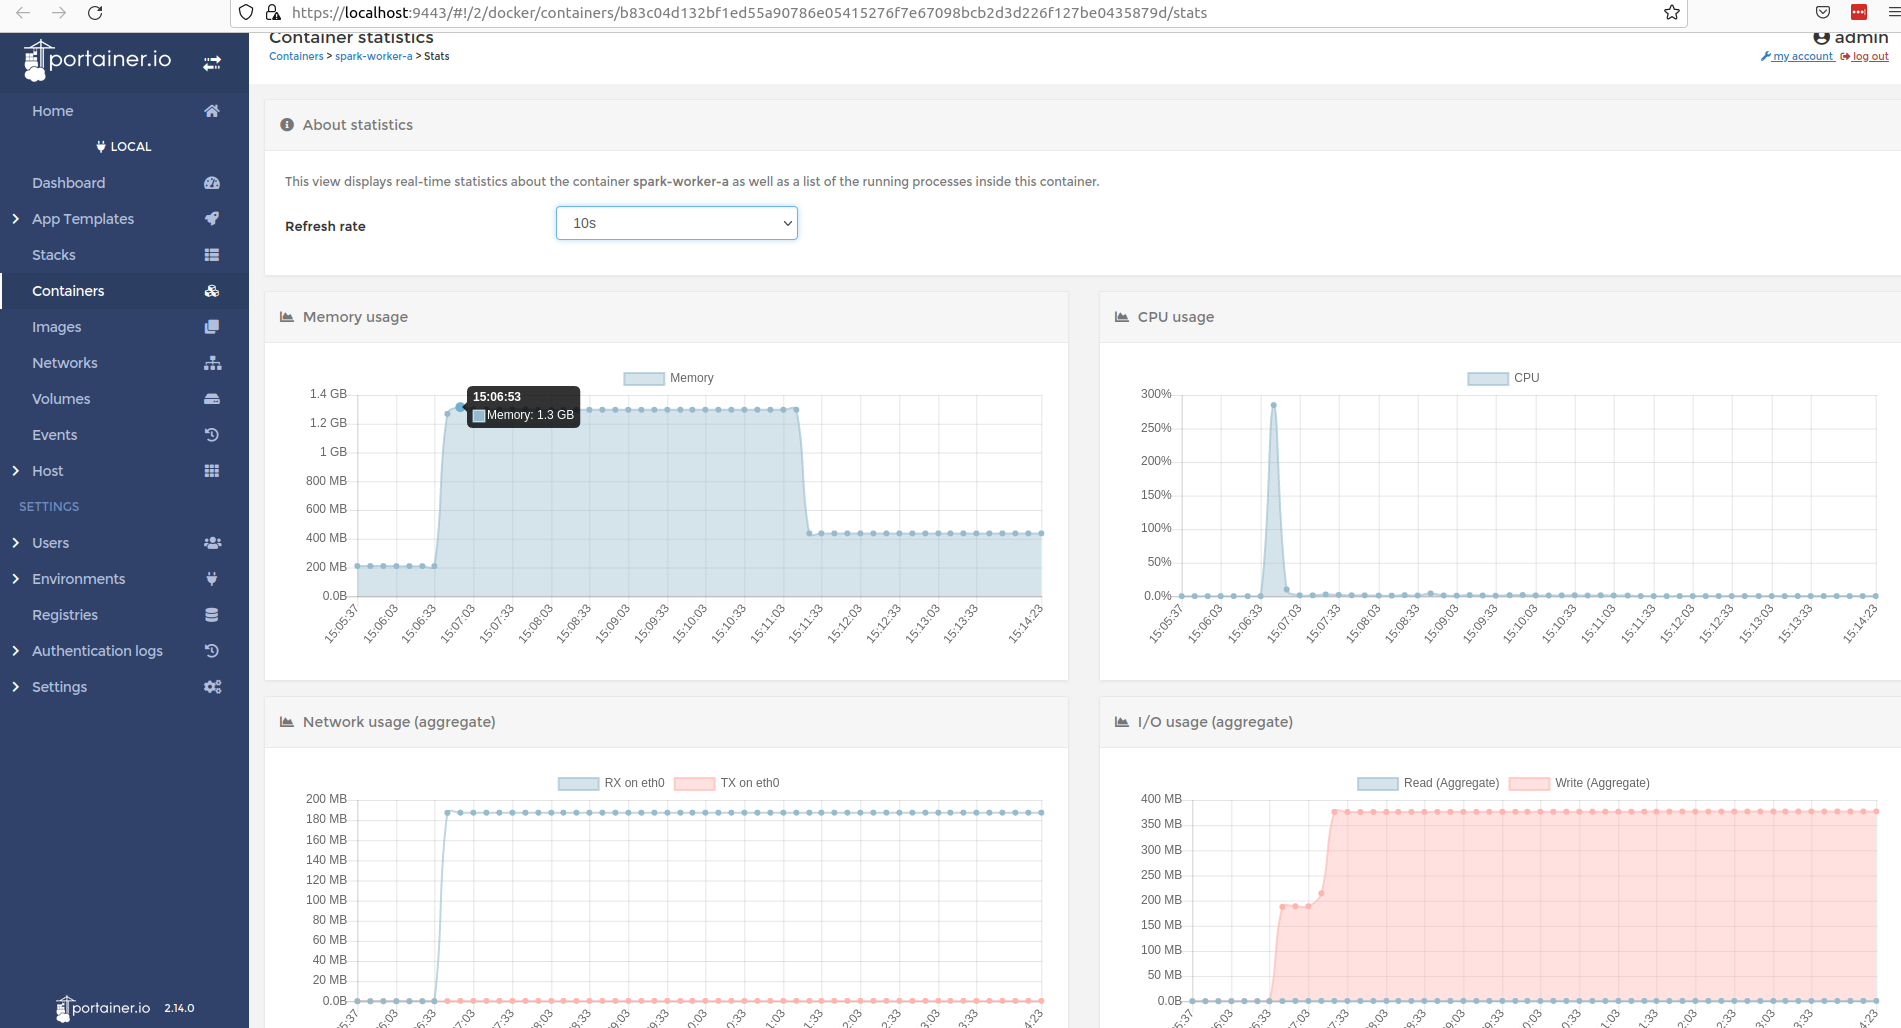 https://localhost:9443/#!/2/docker/containers/b83c04d132bf1ed55a90786e05415276f7e67098bcb2d3d226f127be0435879d/stats
portainer.io
Container statistics
admin
Containers > spark-worker-a > Stats
my account log out
Home
LOCAL
Dashboard
App Templates
Stacks
Containers
Images
Networks
Volumes
Events
Host
SETTINGS
Users
Environments
Registries
Authentication logs
Settings
portainer.io 2.14.0
About statistics
This view displays real-time statistics about the container spark-worker-a as well as a list of the running processes inside this container.
Refresh rate
10s
Memory usage
Memory
15:06:53
Memory: 1.3 GB
1.4 GB
1.2 GB
1 GB
800 MB
600 MB
400 MB
200 MB
0.0B
15:05:37
15:06:03
15:06:33
15:07:03
15:07:33
15:08:03
15:08:33
15:09:03
15:09:33
15:10:03
15:10:33
15:11:03
15:11:33
15:12:03
15:12:33
15:13:03
15:13:33
15:14:23
CPU usage
CPU
300%
250%
200%
150%
100%
50%
0.0%
15:05:37
15:06:03
15:06:33
15:07:03
15:07:33
15:08:03
15:08:33
15:09:03
15:09:33
15:10:03
15:10:33
15:11:03
15:11:33
15:12:03
15:12:33
15:13:03
15:13:33
15:14:23
Network usage (aggregate)
RX on eth0 TX on eth0
200 MB
180 MB
160 MB
140 MB
120 MB
100 MB
80 MB
60 MB
40 MB
20 MB
0.0B
I/O usage (aggregate)
Read (Aggregate) Write (Aggregate)
400 MB
350 MB
300 MB
250 MB
200 MB
150 MB
100 MB
50 MB
0.0B